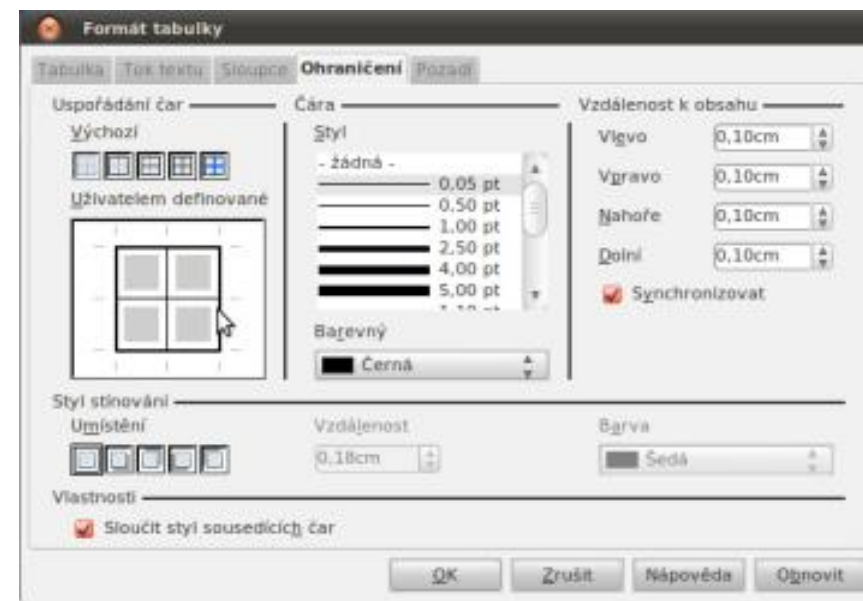 Formát tabulky
Tabulka Tok textu Sloupce Ohraničení Pozadí
Uspořádání čar
Výchozí
Uživatelem definované
Čára
Styl
- žádná -
0,05 pt
0,50 pt
1,00 pt
2,50 pt
4,00 pt
5,00 pt
Barevný
Černá
Vzdálenost k obsahu
Vlevo 0,10cm
Vpravo 0,10cm
Nahoře 0,10cm
Dolní 0,10cm
Synchronizovat
Styl stínování
Umístění
Vzdálenost
0,18cm
Barva
Šedá
Vlastnosti
Sloučit styl sousedících čar
OK Zrušit Nápověda Obnovit